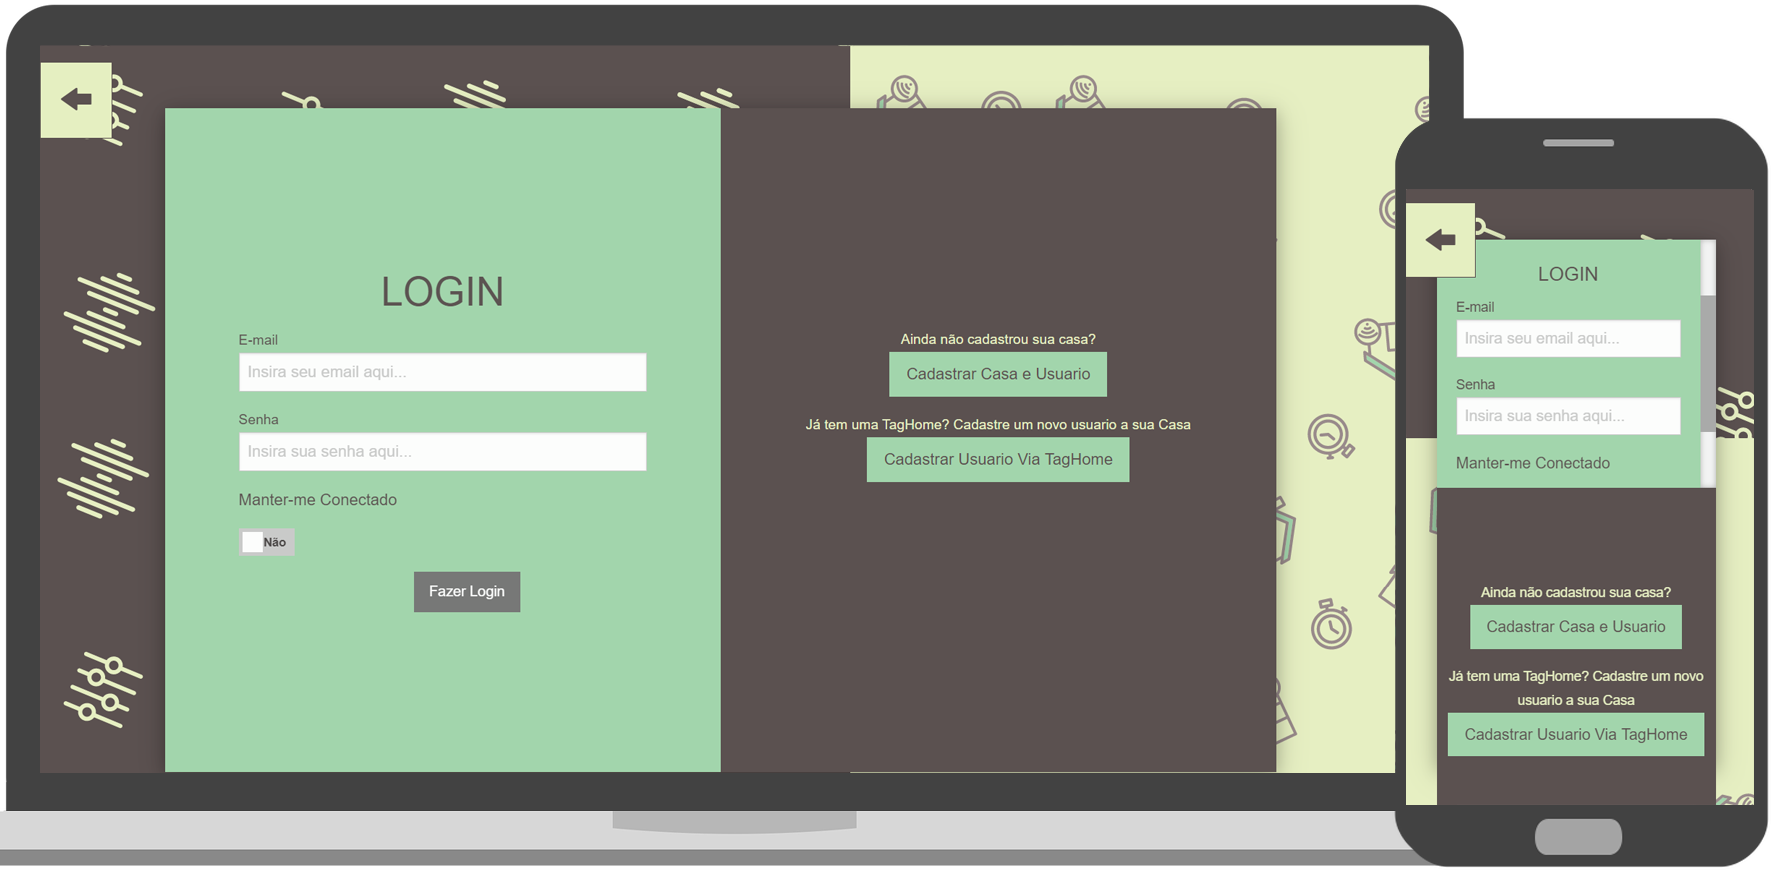 LOGIN
E-mail
Insira seu email aqui...
Senha
Insira sua senha aqui...
Manter-me Conectado
Não
Fazer Login
Ainda não cadastrou sua casa?
Cadastrar Casa e Usuario
Já tem uma TagHome? Cadastre um novo usuario a sua Casa
Cadastrar Usuario Via TagHome
LOGIN
E-mail
Insira seu email aqui...
Senha
Insira sua senha aqui...
Manter-me Conectado
Ainda não cadastrou sua casa?
Cadastrar Casa e Usuario
Já tem uma TagHome? Cadastre um novo
usuario a sua Casa
Cadastrar Usuario Via TagHome